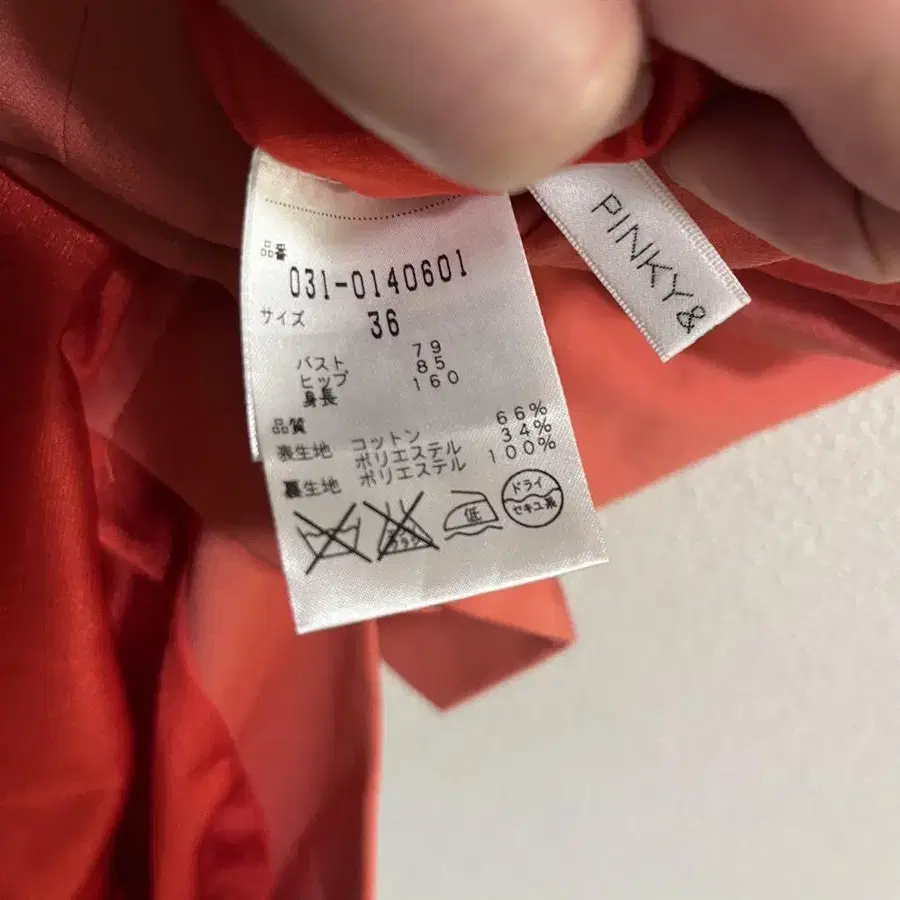 品番
031-0140601
サイズ 36
バスト 79
ヒップ 85
身長 160
品質
表生地 コットン 66%
ポリエステル 34%
裏生地 ポリエステル 100%
低
ドライ
セキユ系
PINKY&